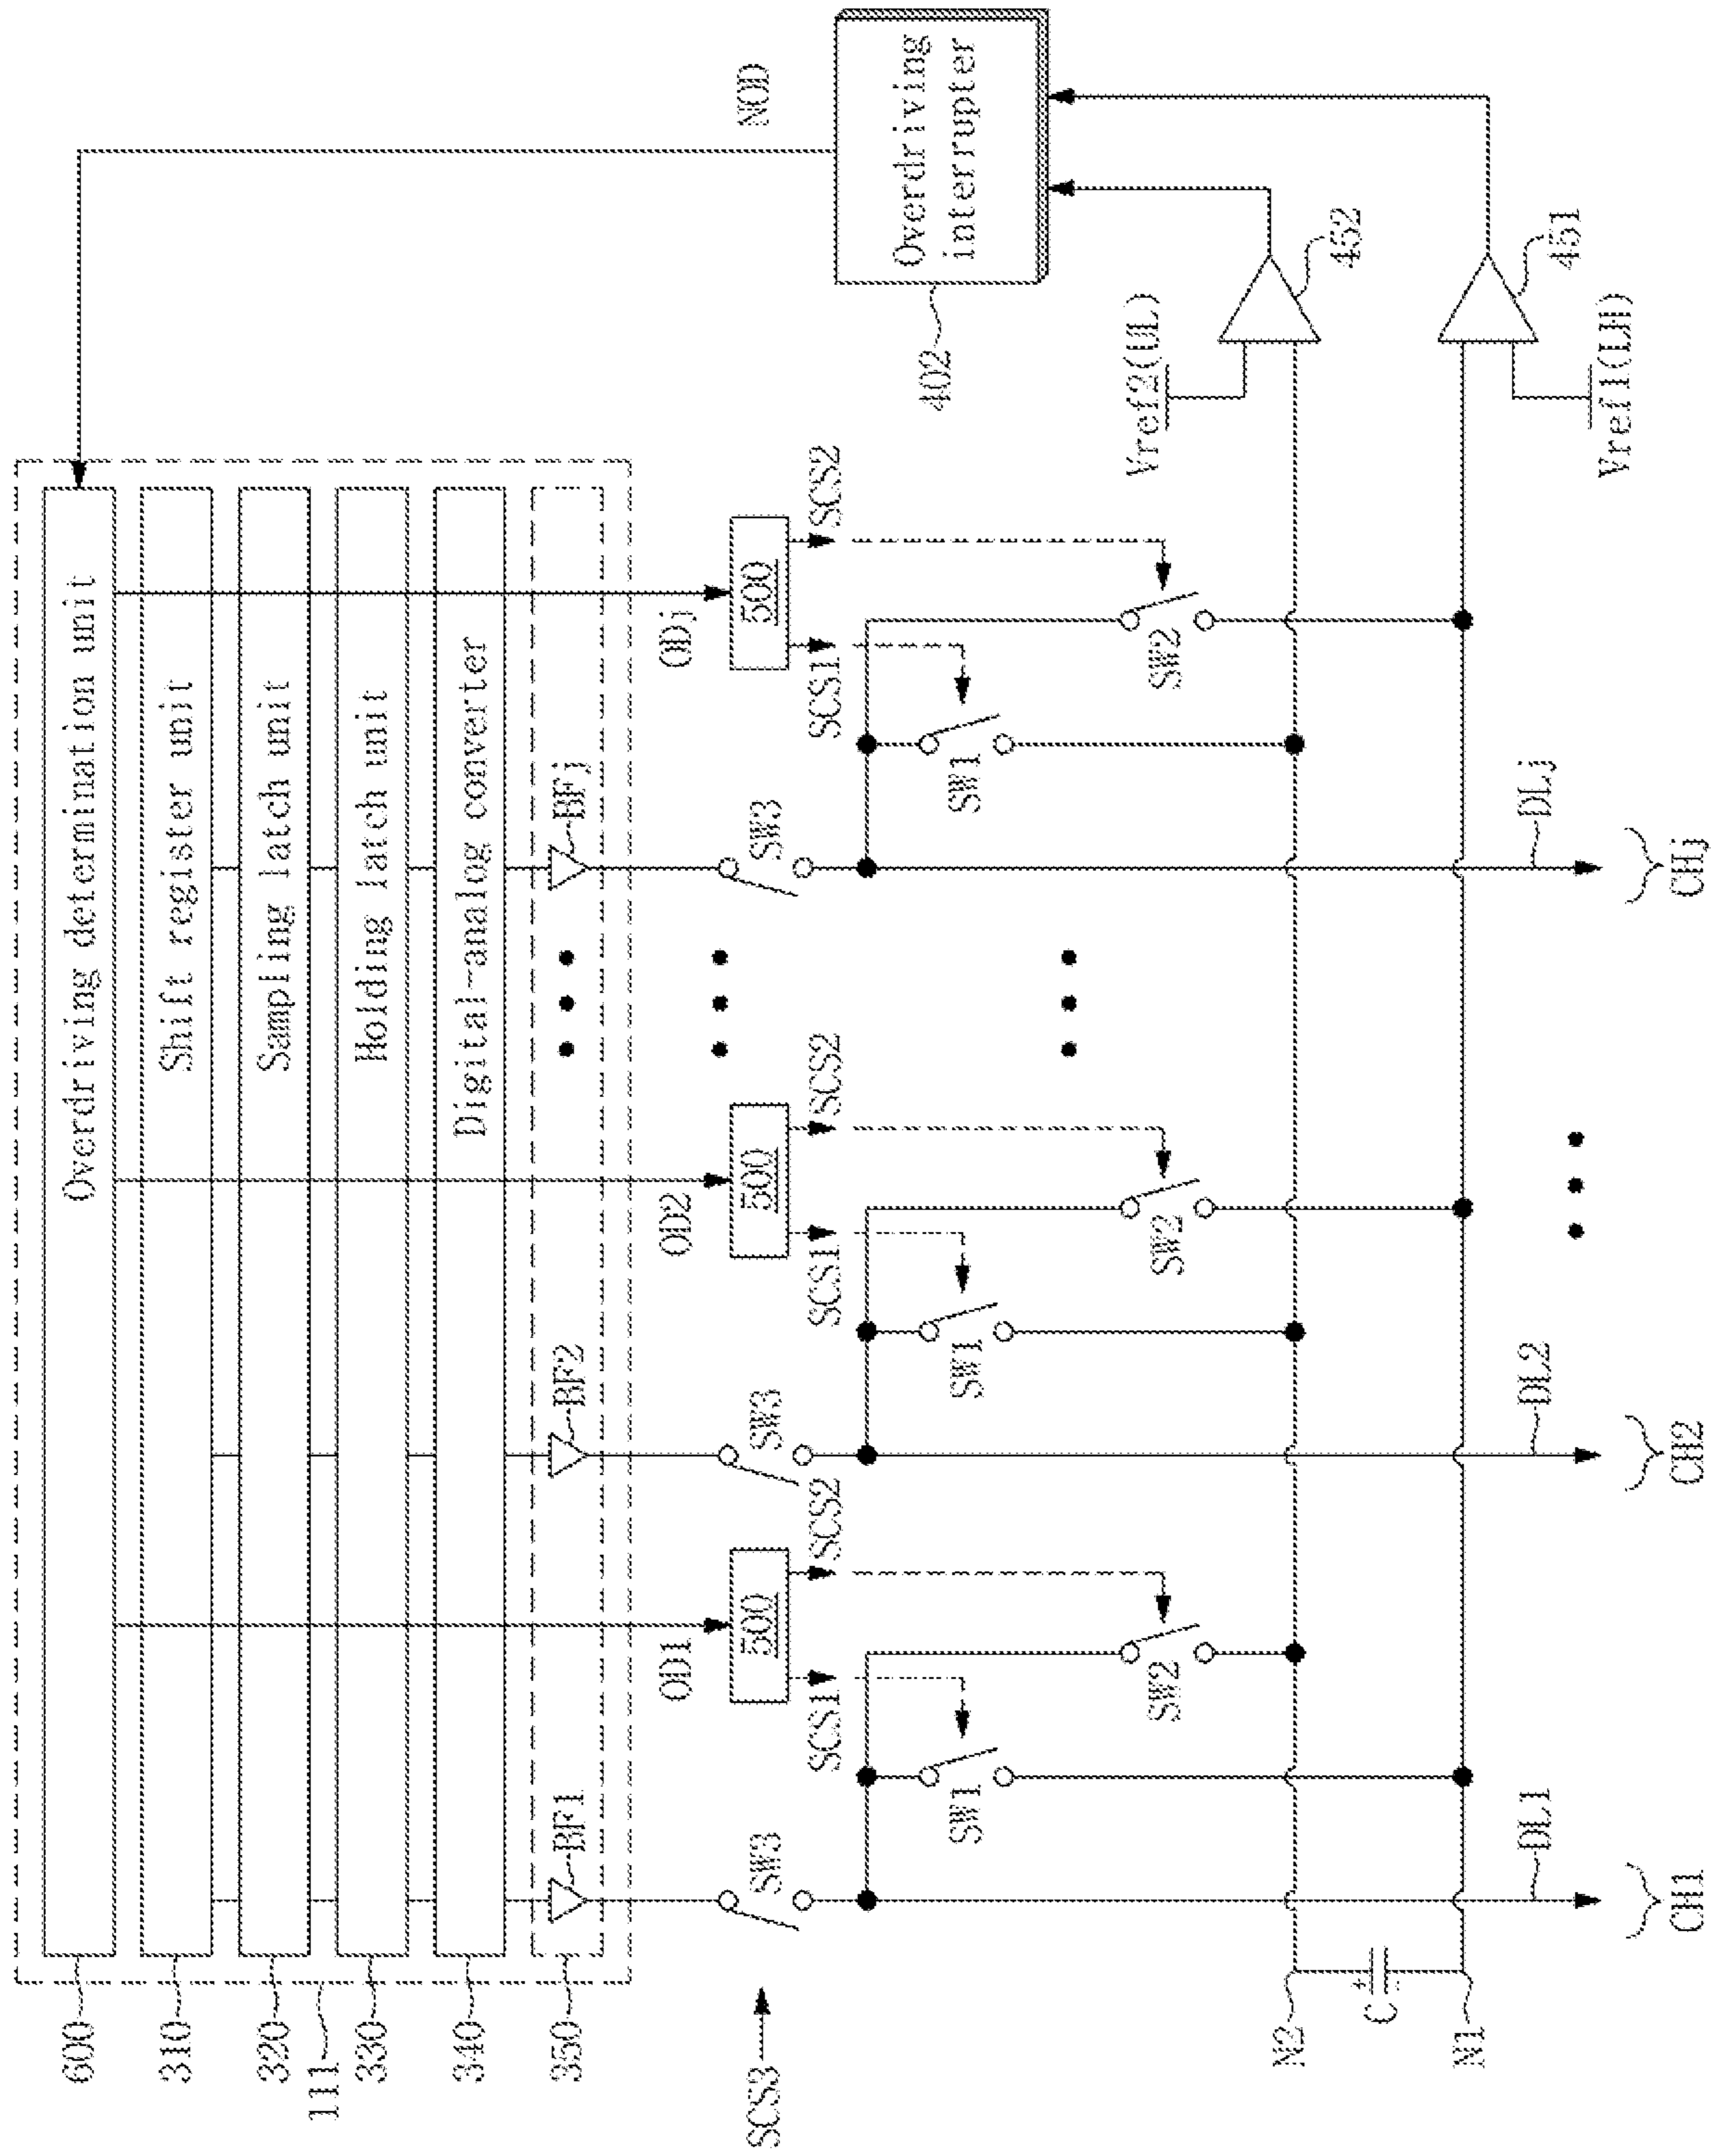 600
Overdriving determination unit
310
Shift register unit
320
Sampling latch unit
111
330
Holding latch unit
340
Digital-analog converter
350
BF1
BF2
BFj
NOD
Overdriving
interrupter
402
SCS3
SW3
OD1
500
SCS1
SCS2
SW1
SW2
SW3
OD2
500
SCS1
SCS2
SW1
SW2
SW3
ODj
500
SCS1
SCS2
SW1
SW2
Vref2(UL)
452
Vref1(LH)
451
N2
C
+
N1
DL1
DL2
DLj
CH1
CH2
CHj